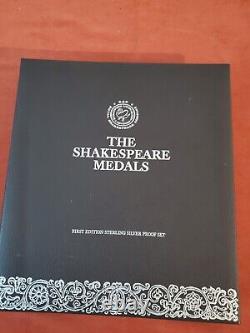 THE
SHAKESPEARE
MEDALS
FIRST EDITION STERLING SILVER PROOF SET